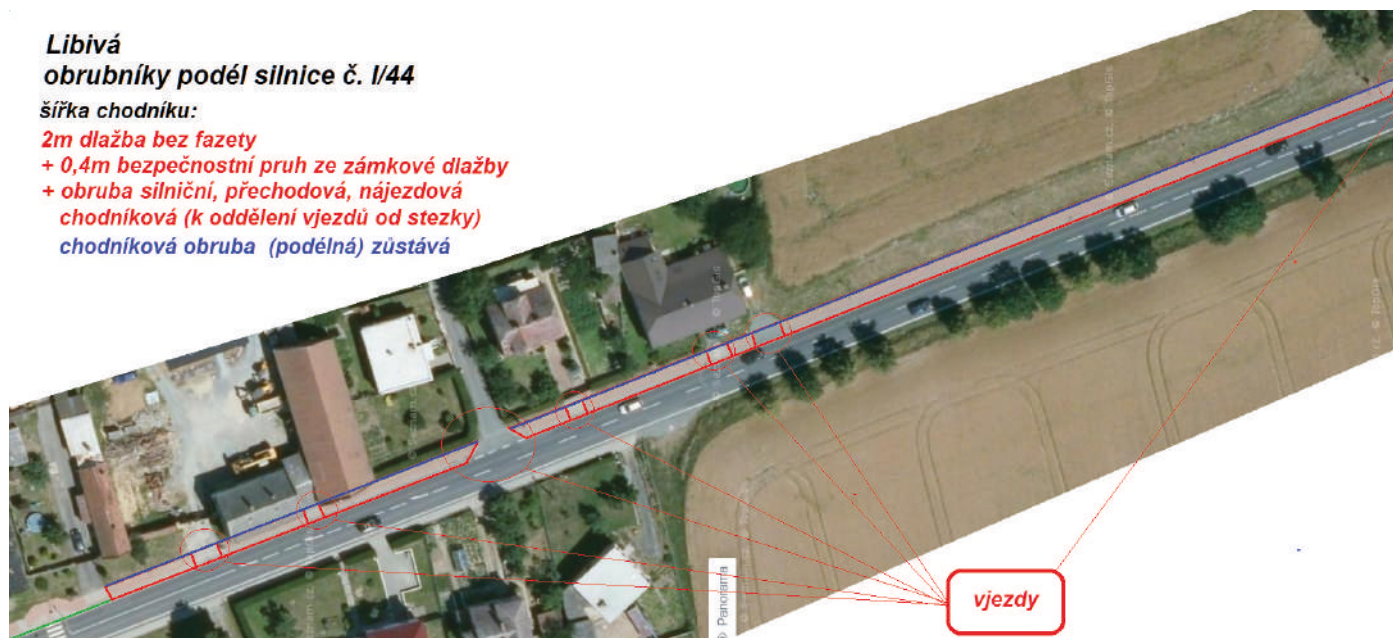 Libivá
obrubníky podél silnice č. I/44
šířka chodníku:
2m dlažba bez fazety
+ 0,4m bezpečnostní pruh ze zámkové dlažby
+ obruba silniční, přechodová, nájezdová
chodníková (k oddělení vjezdů od stezky)
chodníková obruba (podélná) zůstává
vjezdy
© Panorama